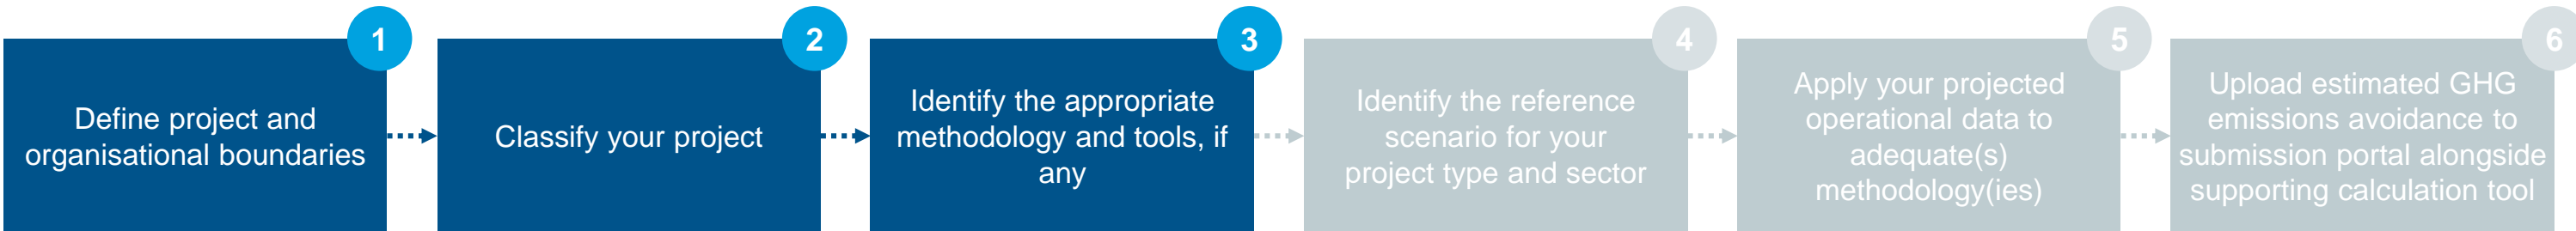 1
Define project and
organisational boundaries
2
Classify your project
3
Identify the appropriate
methodology and tools, if
any
4
Identify the reference
scenario for your
project type and sector
5
Apply your projected
operational data to
adequate(s)
methodology(ies)
6
Upload estimated GHG
emissions avoidance to
submission portal alongside
supporting calculation tool